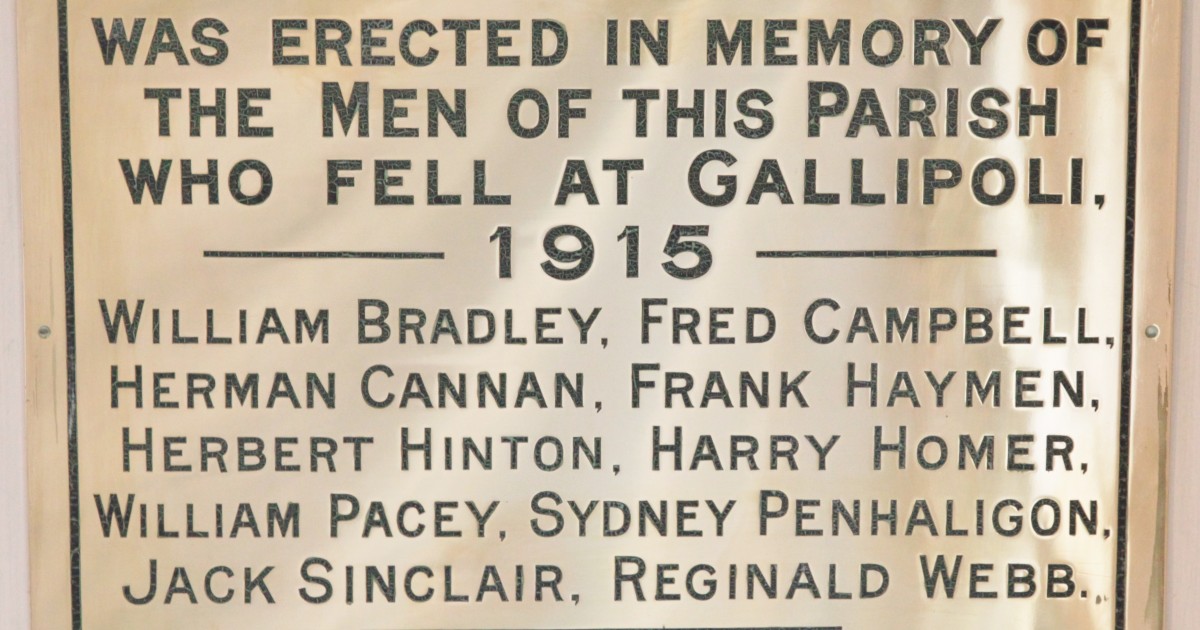 WAS ERECTED IN MEMORY OF
THE MEN OF THIS PARISH
WHO FELL AT GALLIPOLI,
1915
WILLIAM BRADLEY, FRED CAMPBELL,
HERMAN CANNAN, FRANK HAYMEN,
HERBERT HINTON, HARRY HOMER,
WILLIAM PACEY, SYDNEY PENHALIGON,
JACK SINCLAIR, REGINALD WEBB.